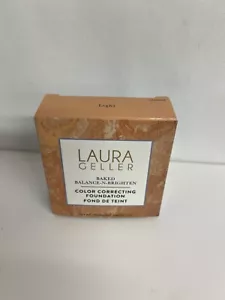 LAURA
GELLER
BAKED
BALANCE-N-BRIGHTEN
COLOR CORRECTING
FOUNDATION
FOND DE TEINT